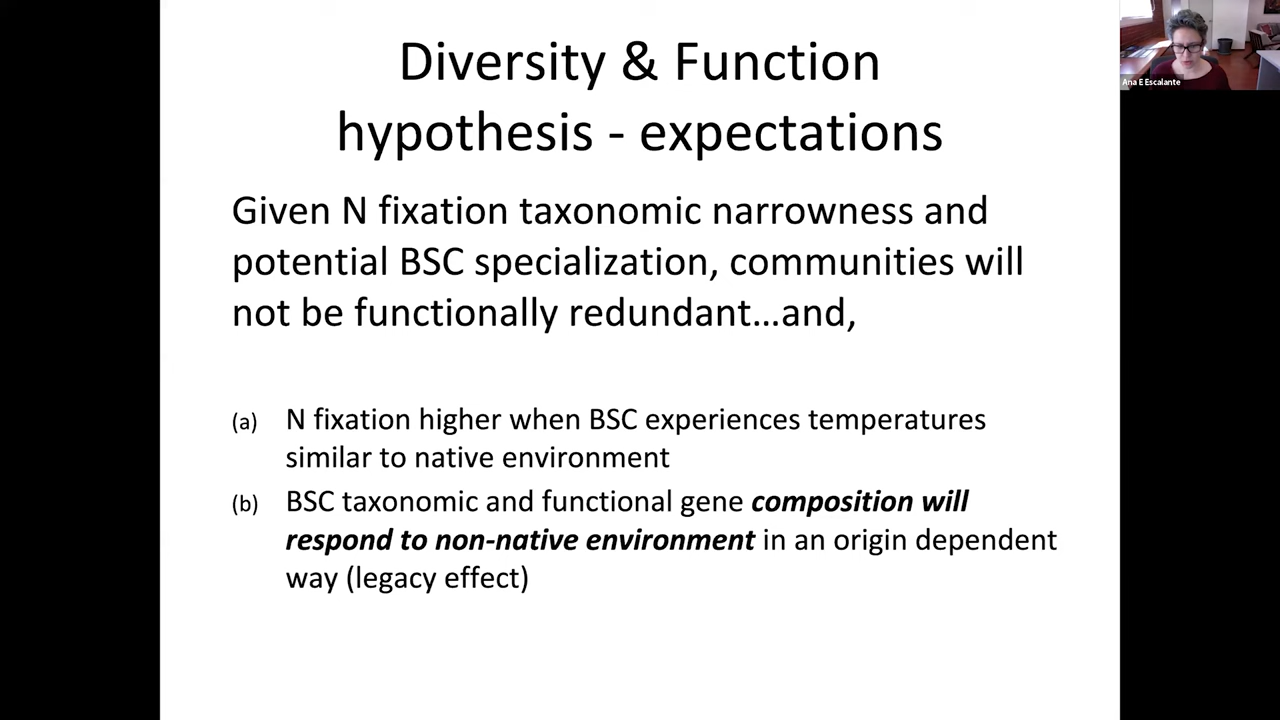 Diversity & Function
hypothesis - expectations
Given N fixation taxonomic narrowness and
potential BSC specialization, communities will
not be functionally redundant...and,
(a) N fixation higher when BSC experiences temperatures
similar to native environment
(b) BSC taxonomic and functional gene composition will
respond to non-native environment in an origin dependent
way (legacy effect)
Ana E Escalante